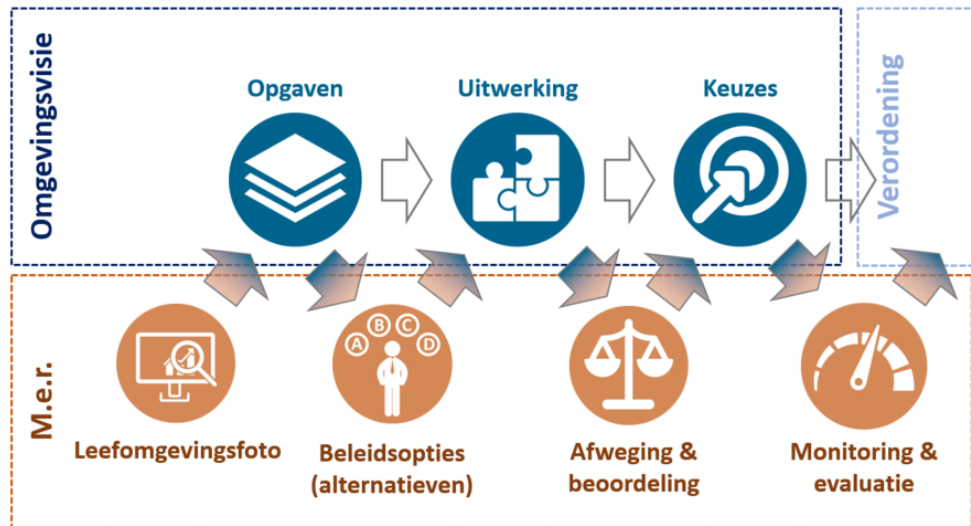 Omgevingsvisie
Opgaven
Uitwerking
Keuzes
Verordening
M.e.r.
A
B
C
D
Leefomgevingsfoto
Beleidsopties
(alternatieven)
Afweging &
beoordeling
Monitoring &
evaluatie